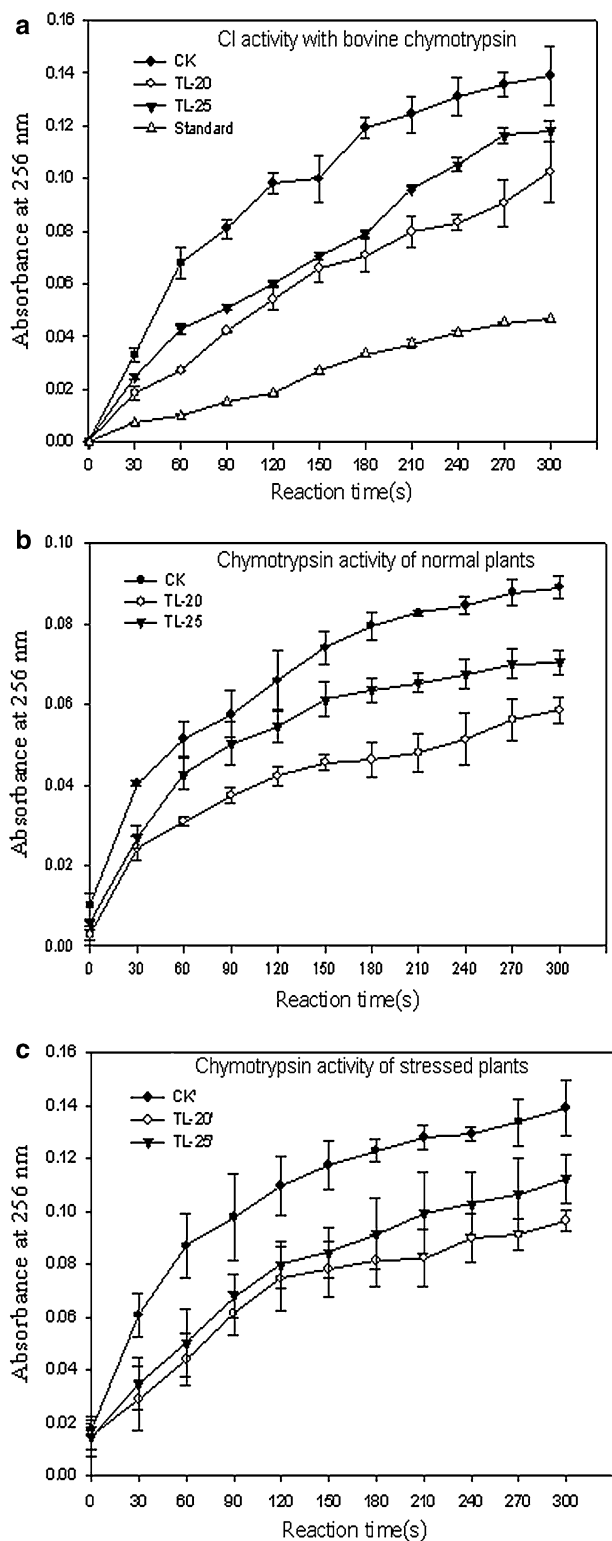 a
CI activity with bovine chymotrypsin
CK
TL-20
TL-25
Standard
Absorbance at 256 nm
0.16
0.14
0.12
0.10
0.08
0.06
0.04
0.02
0.00
0 30 60 90 120 150 180 210 240 270 300
Reaction time(s)
b
Chymotrypsin activity of normal plants
CK
TL-20
TL-25
Absorbance at 256 nm
0.10
0.08
0.06
0.04
0.02
0.00
0 30 60 90 120 150 180 210 240 270 300
Reaction time(s)
c
Chymotrypsin activity of stressed plants
CK'
TL-20'
TL-25'
Absorbance at 256 nm
0.16
0.14
0.12
0.10
0.08
0.06
0.04
0.02
0.00
0 30 60 90 120 150 180 210 240 270 300
Reaction time(s)